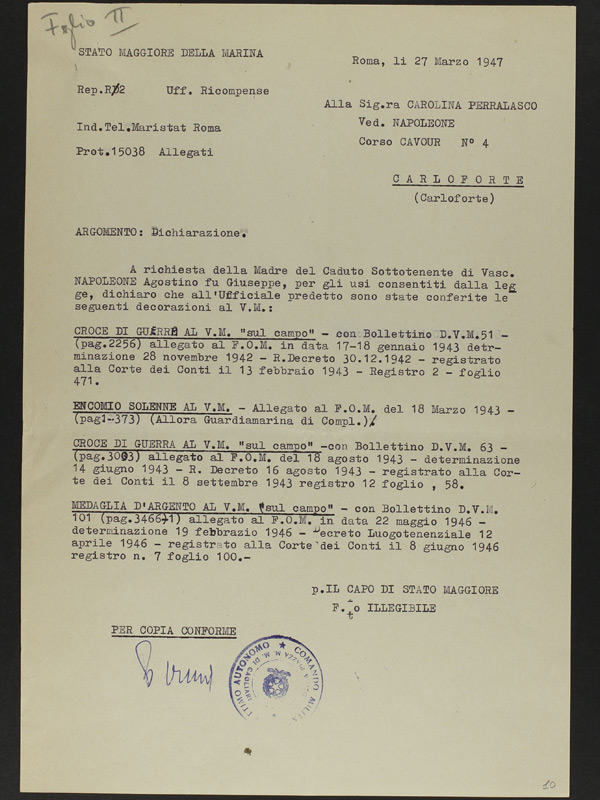 Foglio II
STATO MAGGIORE DELLA MARINA
Roma, li 27 Marzo 1947
Rep.R/2 Uff. Ricompense
Alla Sig.ra CAROLINA PERRALASCO
Ved. NAPOLEONE
Corso CAVOUR N° 4
Ind.Tel.Maristat Roma
Prot.15038 Allegati
CARLOFORTE
(Carloforte)
ARGOMENTO: Dichiarazione.
A richiesta della Madre del Caduto Sottotenente di Vasc.
NAPOLEONE Agostino fu Giuseppe, per gli usi consentiti dalla leg
ge, dichiaro che all'Ufficiale predetto sono state conferite le
seguenti decorazioni al V.M.:
CROCE DI GUERRA AL V.M. "sul campo" - con Bollettino D.V.M.51 -
(pag.2256) allegato al F.O.M. in data 17-18 gennaio 1943 detr-
minazione 28 novembre 1942 - R.Decreto 30.12.1942 - registrato
alla Corte dei Conti il 13 febbraio 1943 - Registro 2 - foglio
471.
ENCOMIO SOLENNE AL V.M. - Allegato al F.O.M. del 18 Marzo 1943 -
(pag1-373) (Allora Guardiamarina di Compl.)
CROCE DI GUERRA AL V.M. "sul campo" -con Bollettino D.V.M. 63 -
(pag.3003) allegato al F.O.M. del 18 agosto 1943 - determinazione
14 giugno 1943 - R. Decreto 16 agosto 1943 - registrato alla Cor-
te dei Conti il 8 settembre 1943 registro 12 foglio , 58.
MEDAGLIA D'ARGENTO AL V.M. "sul campo" - con Bollettino D.V.M.
101 (pag.3466-1) allegato al F.O.M. in data 22 maggio 1946 -
determinazione 19 febbrazio 1946 - Decreto Luogotenenziale 12
aprile 1946 - registrato alla Corte dei Conti il 8 giugno 1946
registro n. 7 foglio 100.-
p.IL CAPO DI STATO MAGGIORE
F.to ILLEGIBILE
PER COPIA CONFORME
COMANDO MILITA
TTIMO AUTONOMO
DI CAGLIARI
10